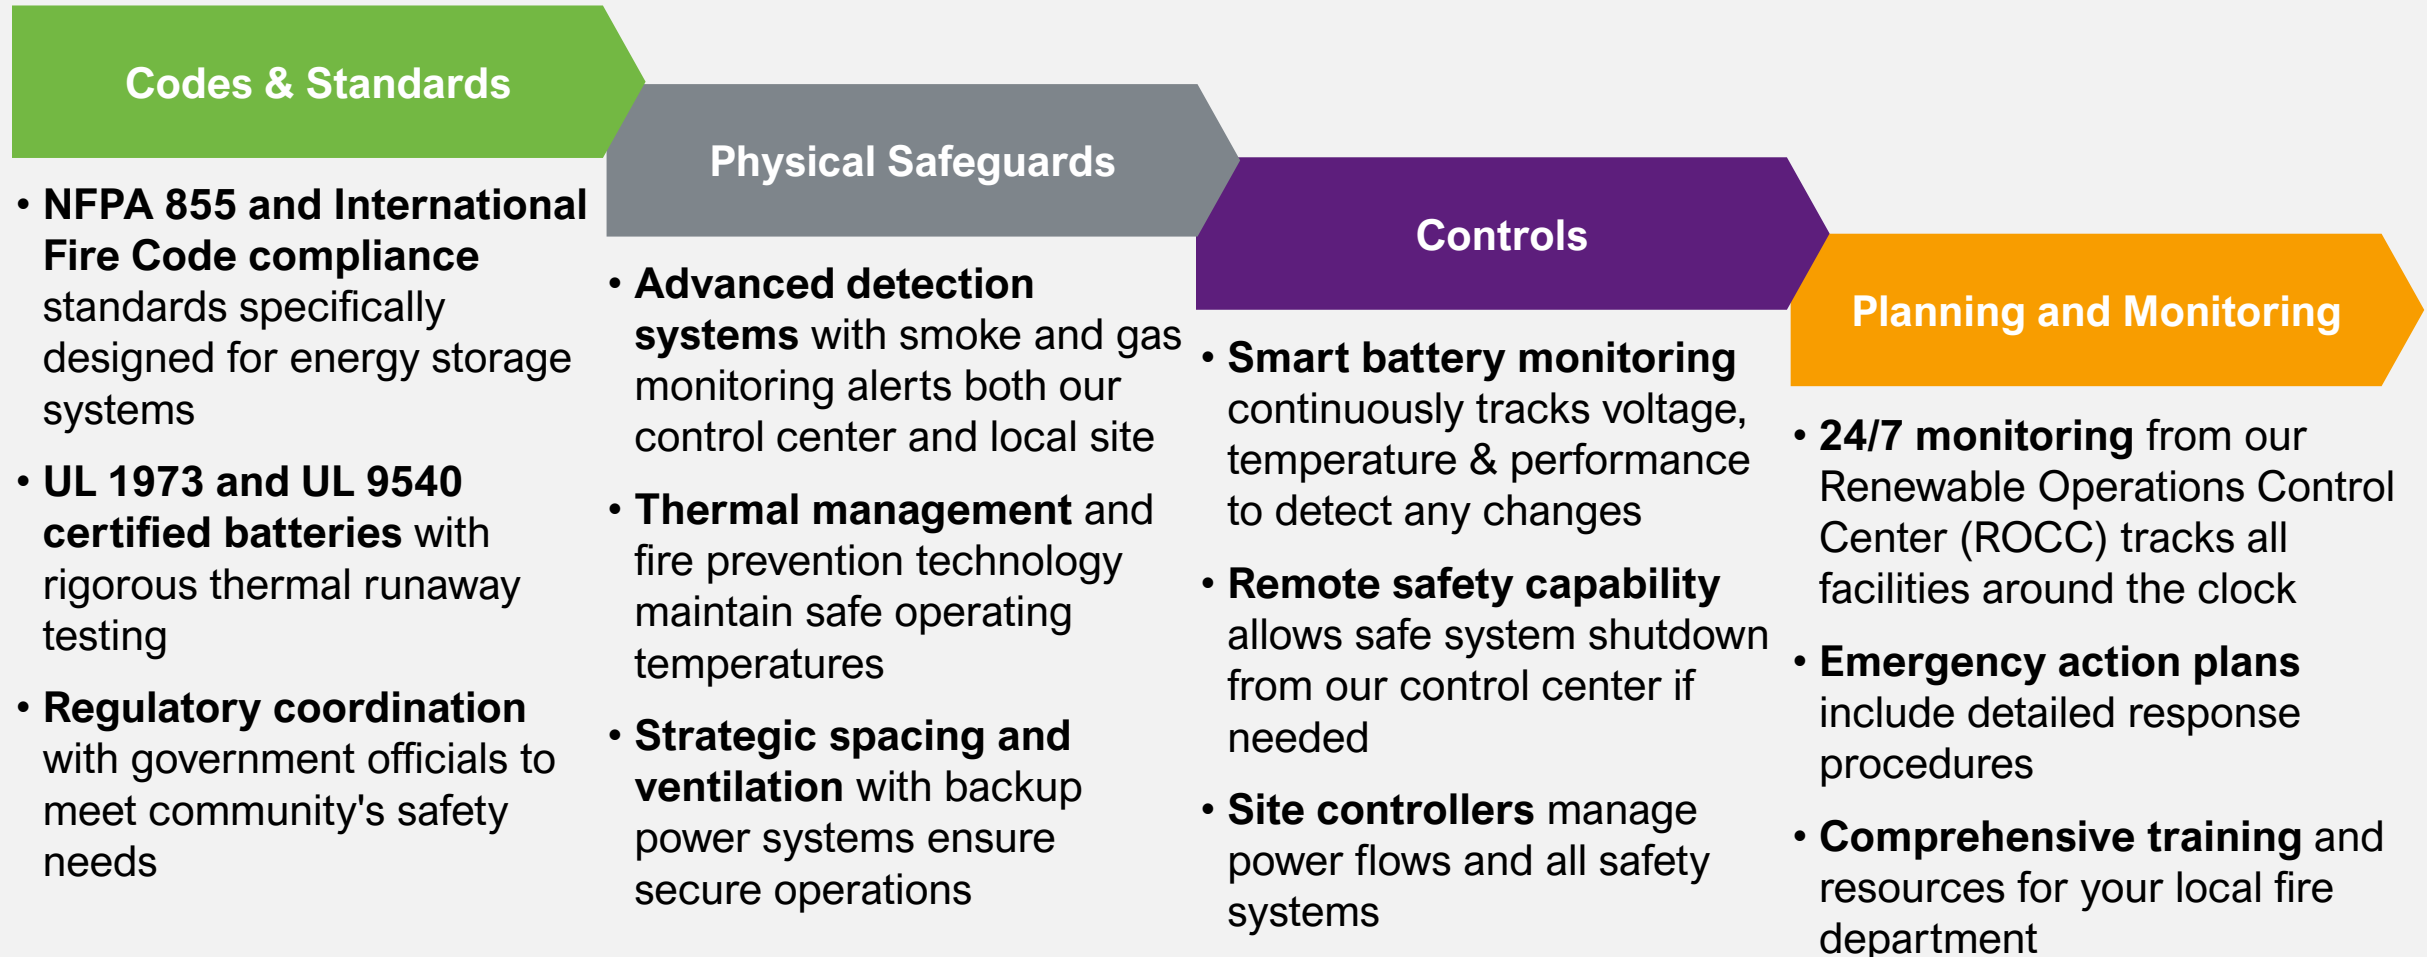 Codes & Standards
• NFPA 855 and International
Fire Code compliance
standards specifically
designed for energy storage
systems
• UL 1973 and UL 9540
certified batteries with
rigorous thermal runaway
testing
• Regulatory coordination
with government officials to
meet community's safety
needs
Physical Safeguards
• Advanced detection
systems with smoke and gas
monitoring alerts both our
control center and local site
• Thermal management and
fire prevention technology
maintain safe operating
temperatures
• Strategic spacing and
ventilation with backup
power systems ensure
secure operations
Controls
• Smart battery monitoring
continuously tracks voltage,
temperature & performance
to detect any changes
• Remote safety capability
allows safe system shutdown
from our control center if
needed
• Site controllers manage
power flows and all safety
systems
Planning and Monitoring
• 24/7 monitoring from our
Renewable Operations Control
Center (ROCC) tracks all
facilities around the clock
• Emergency action plans
include detailed response
procedures
• Comprehensive training and
resources for your local fire
department